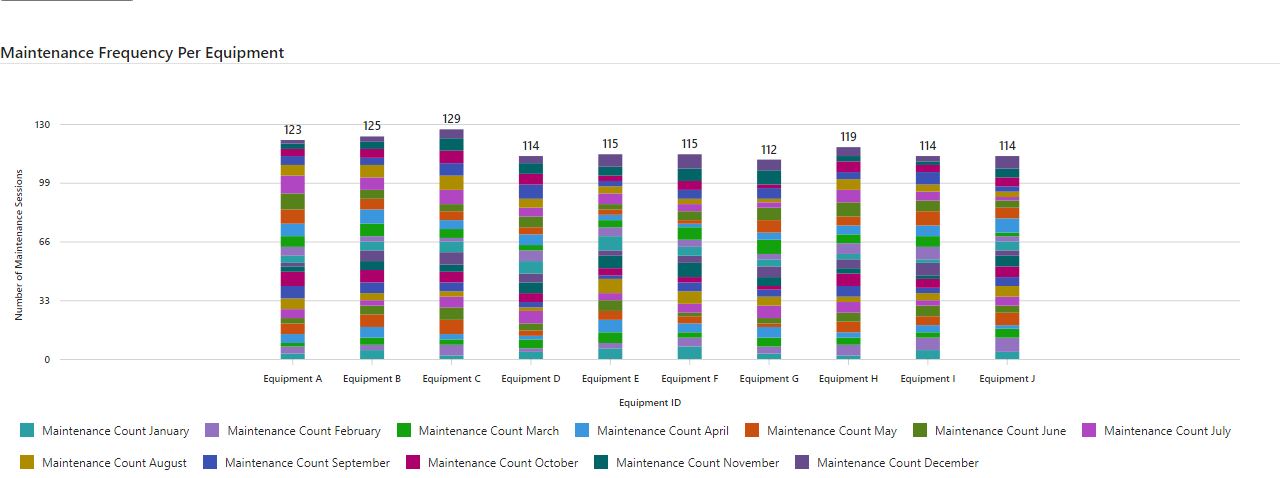 Maintenance Frequency Per Equipment
129
123 125
119
114 115 115 112 114 114
130
99
66
33
0
Number of Maintenance Sessions
Equipment A Equipment B Equipment C Equipment D Equipment E Equipment F Equipment G Equipment H Equipment I Equipment J
Equipment ID
Maintenance Count January Maintenance Count February Maintenance Count March Maintenance Count April Maintenance Count May Maintenance Count June Maintenance Count July
Maintenance Count August Maintenance Count September Maintenance Count October Maintenance Count November Maintenance Count December